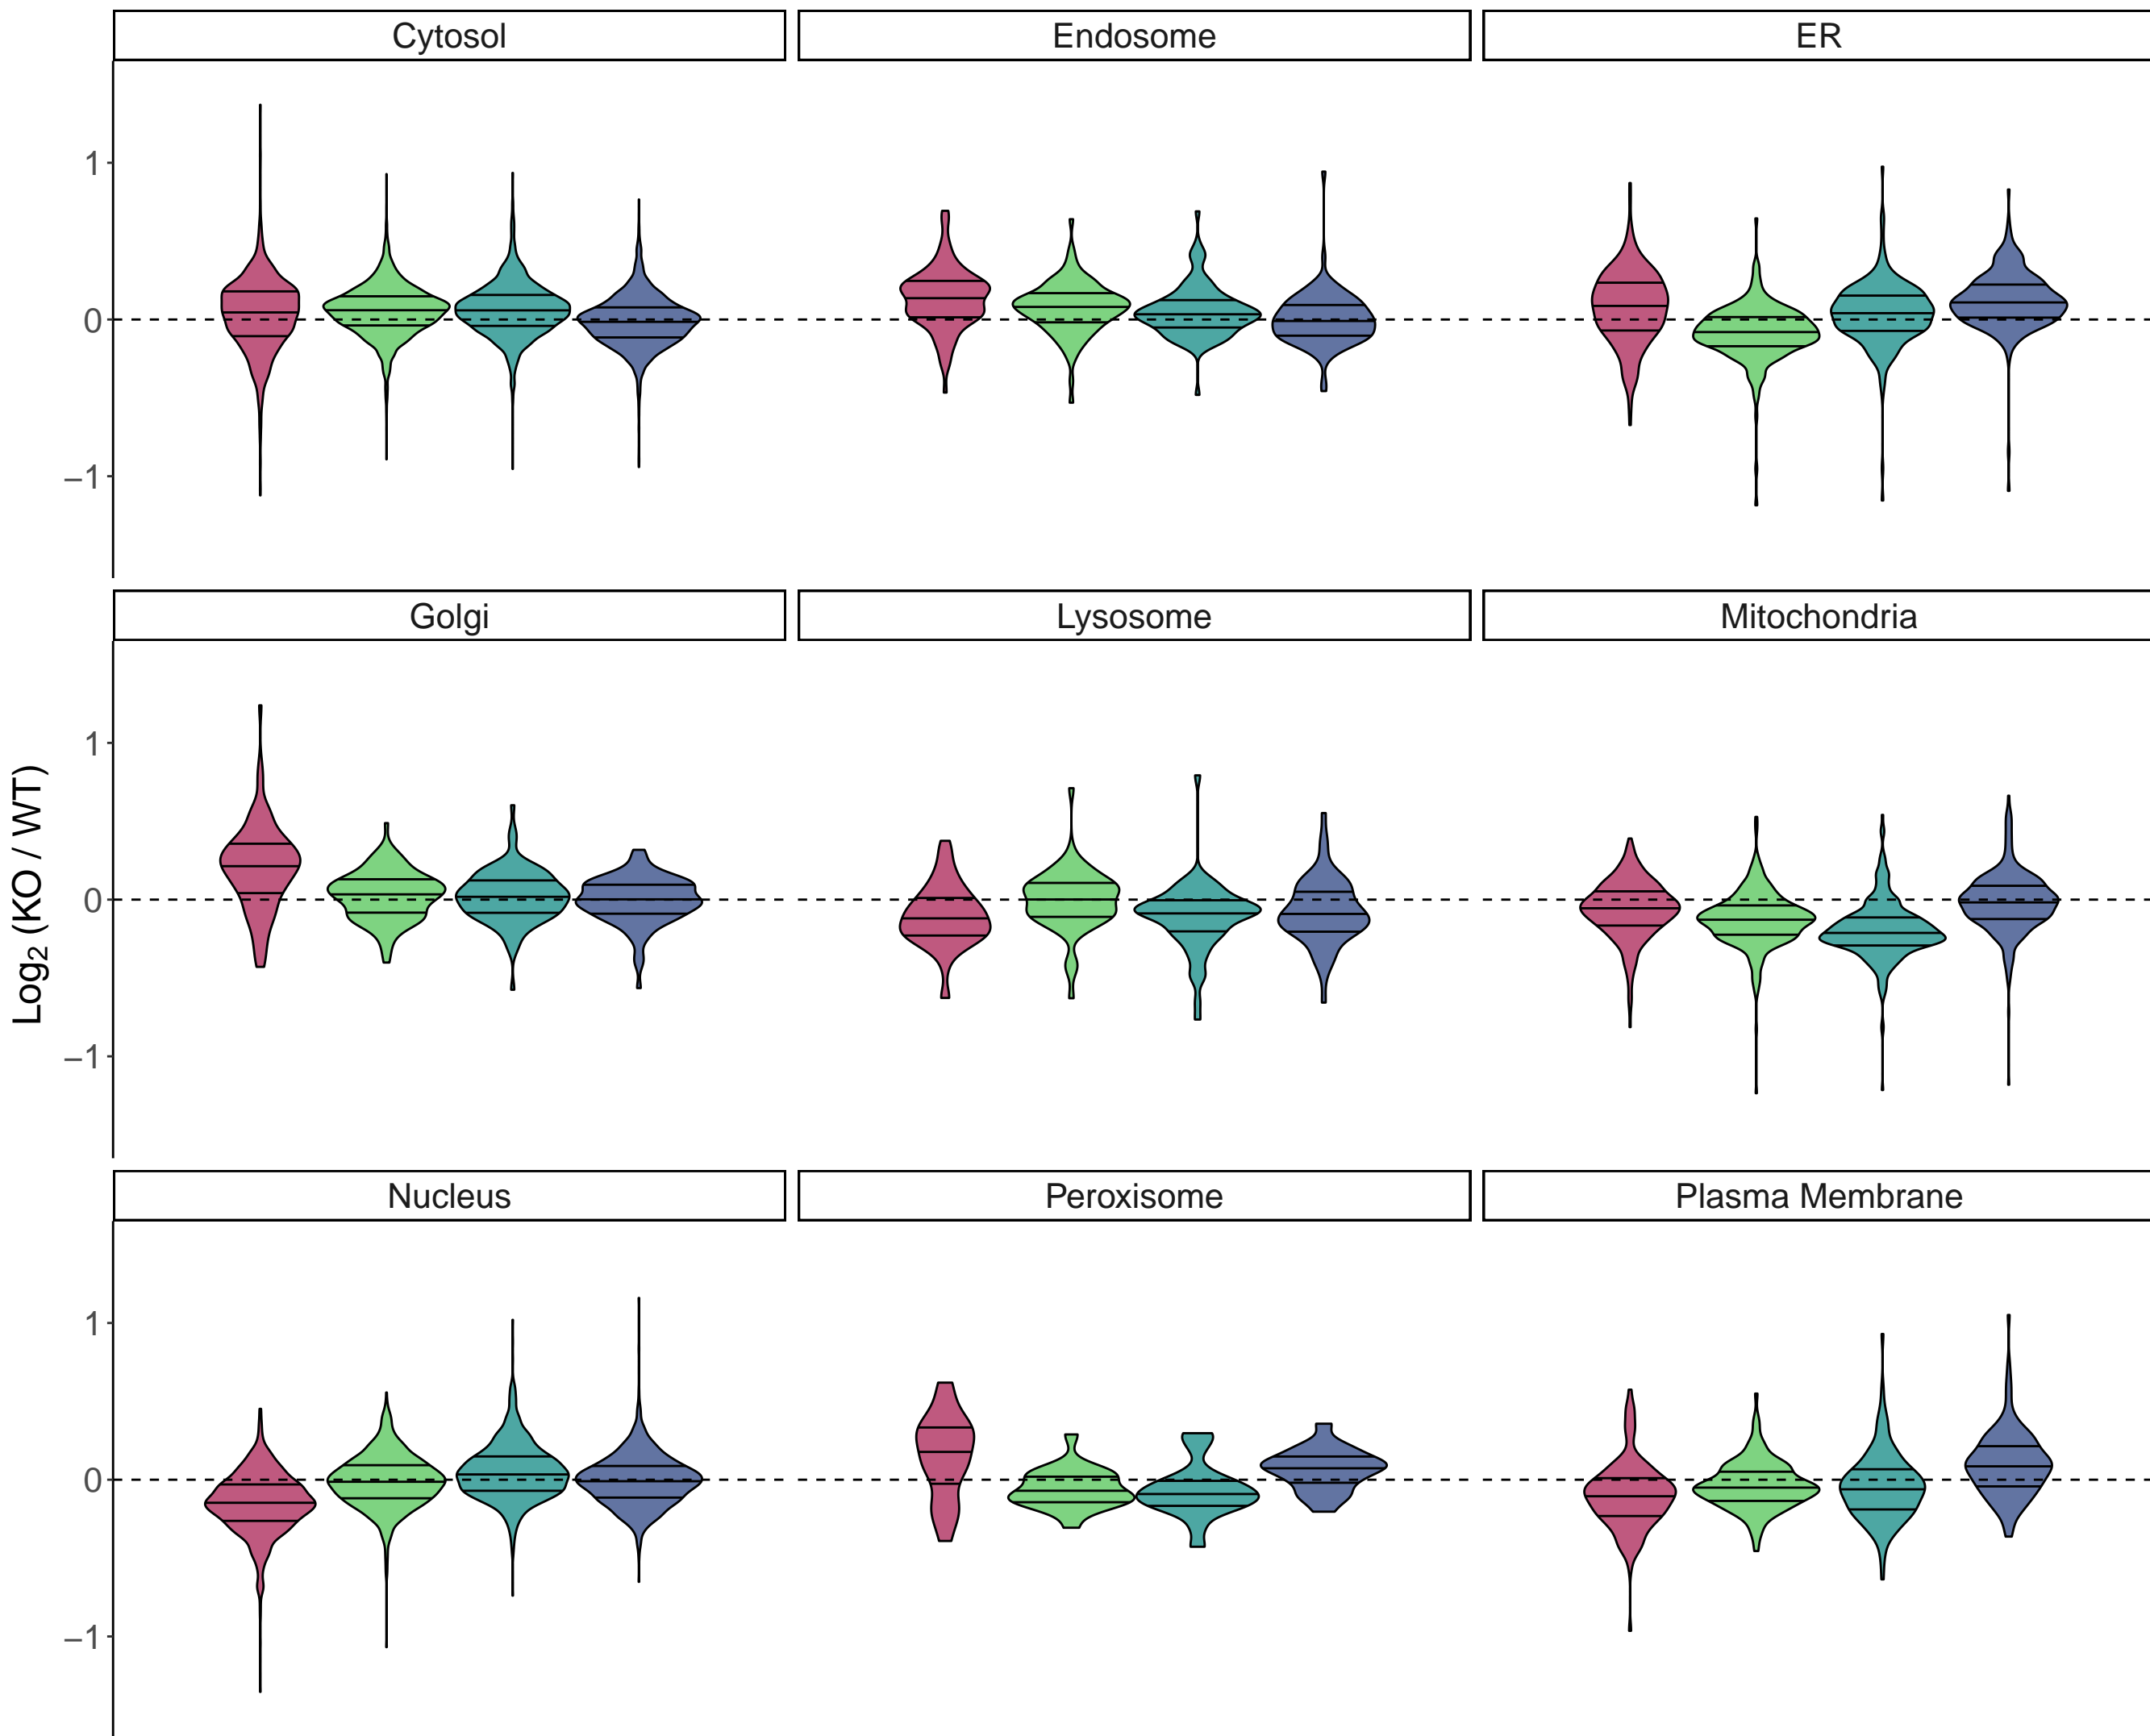 Cytosol Endosome ER
1
0
−1
Golgi Lysosome Mitochondria
1
0
−1
Log2 (KO / WT)
Nucleus Peroxisome Plasma Membrane
1
0
−1